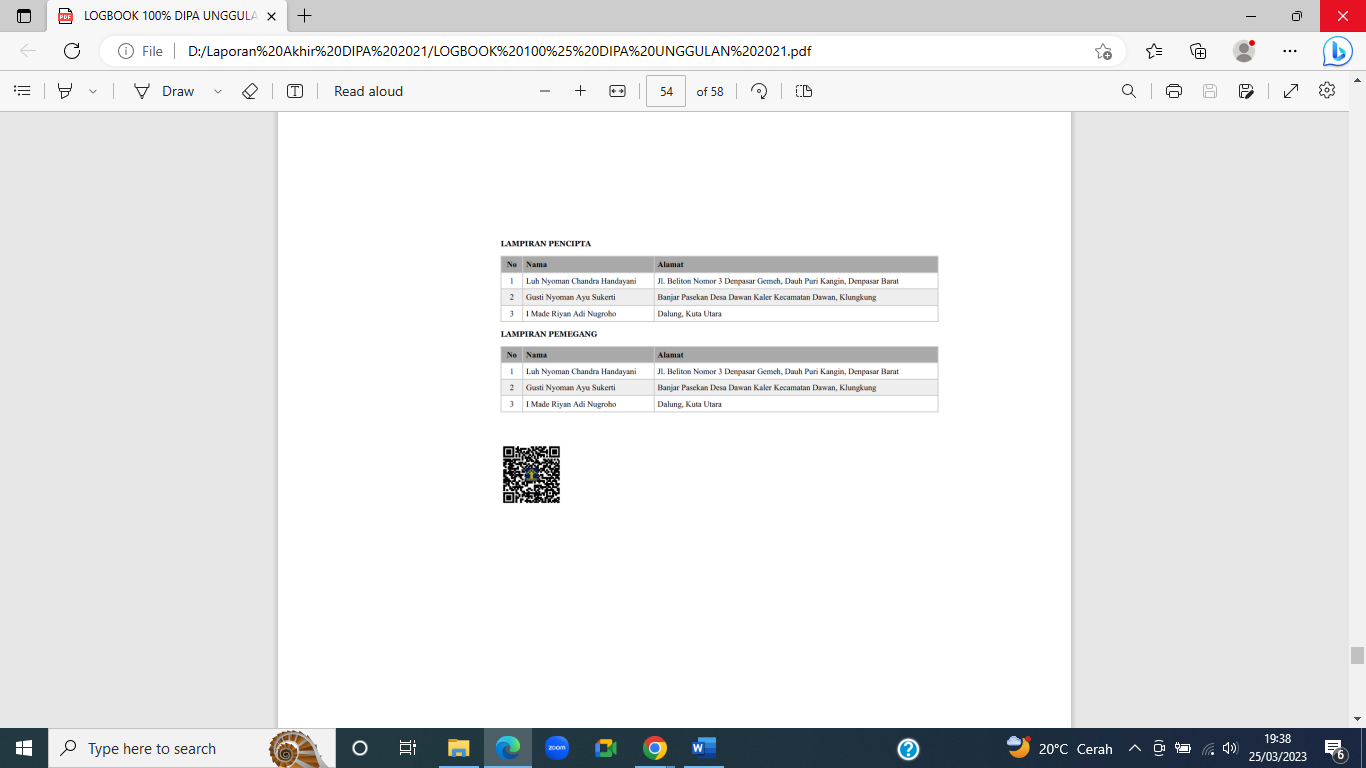 LOGBOOK 100% DIPA UNGGULA
File D:/Laporan%20Akhir%20DIPA%202021/LOGBOOK%20100%25%20DIPA%20UNGGULAN%202021.pdf
Draw Read aloud 54 of 58
LAMPIRAN PENCIPTA
No Nama Alamat
1 Luh Nyoman Chandra Handayani Jl. Beliton Nomor 3 Denpasar Gemeh, Dauh Puri Kangin, Denpasar Barat
2 Gusti Nyoman Ayu Sukerti Banjar Pasekan Desa Dawan Kaler Kecamatan Dawan, Klungkung
3 I Made Riyan Adi Nugroho Dalung, Kuta Utara
LAMPIRAN PEMEGANG
No Nama Alamat
1 Luh Nyoman Chandra Handayani Jl. Beliton Nomor 3 Denpasar Gemeh, Dauh Puri Kangin, Denpasar Barat
2 Gusti Nyoman Ayu Sukerti Banjar Pasekan Desa Dawan Kaler Kecamatan Dawan, Klungkung
3 I Made Riyan Adi Nugroho Dalung, Kuta Utara
Type here to search zoom 20°C Cerah 19:38
25/03/2023 6